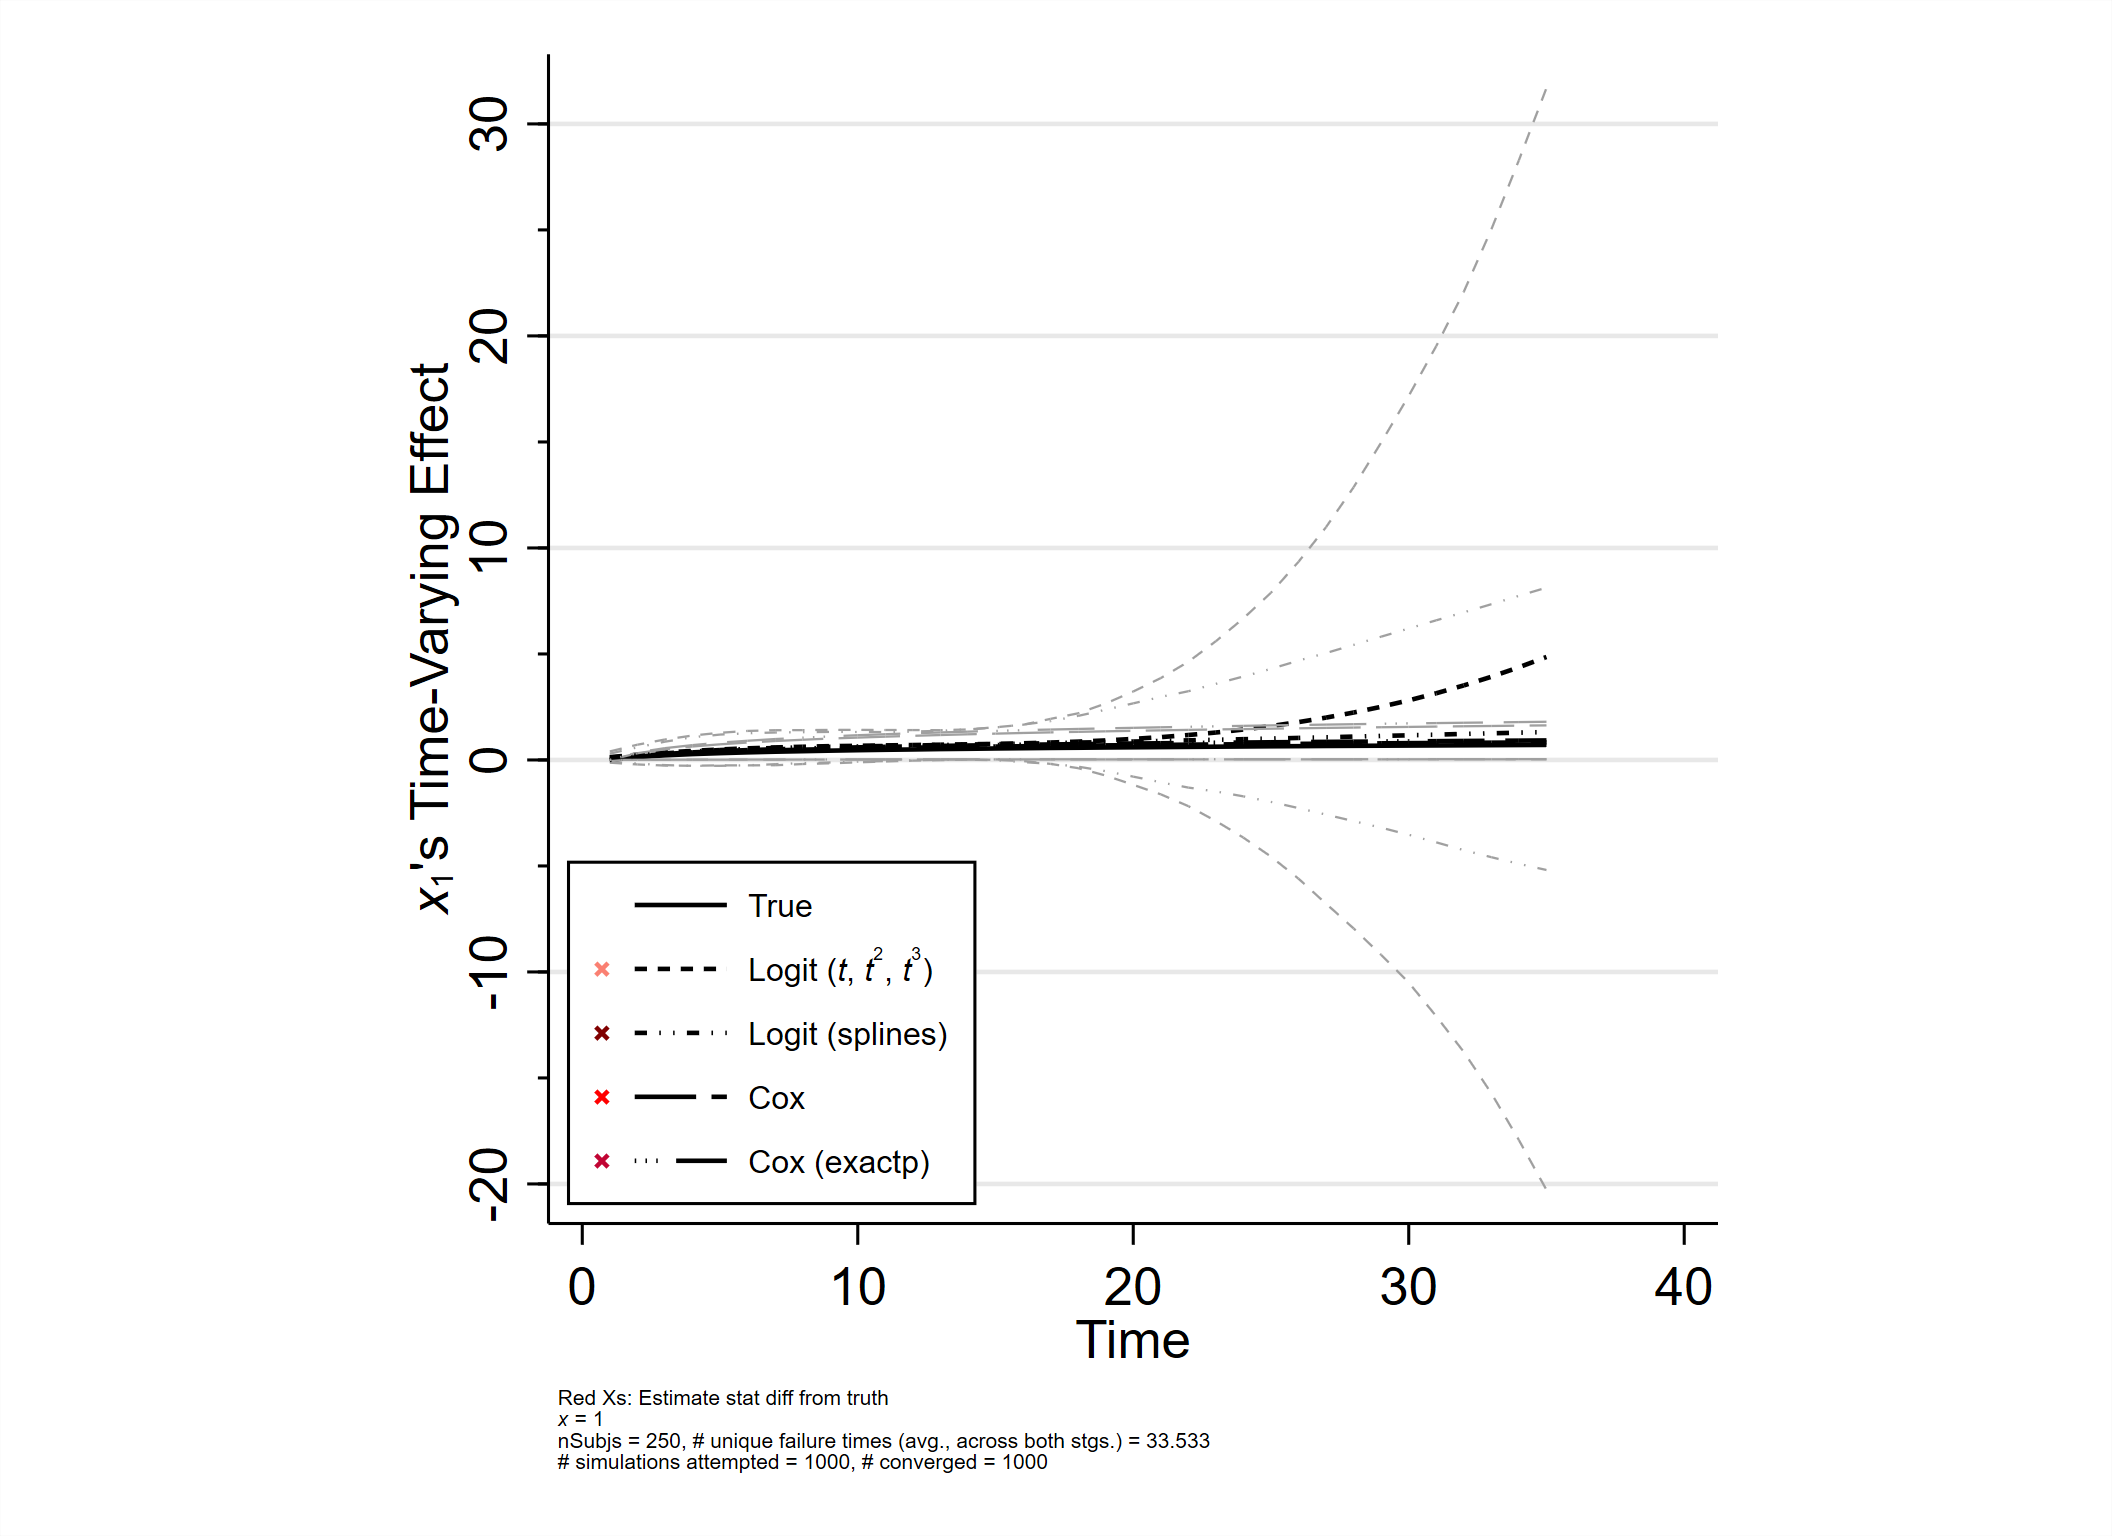 30
20
10
0
-10
-20
x₁'s Time-Varying Effect
True
Logit (t, t², t³)
Logit (splines)
Cox
Cox (exactp)
0 10 20 30 40
Time
Red Xs: Estimate stat diff from truth
x = 1
nSubjs = 250, # unique failure times (avg., across both stgs.) = 33.533
# simulations attempted = 1000, # converged = 1000